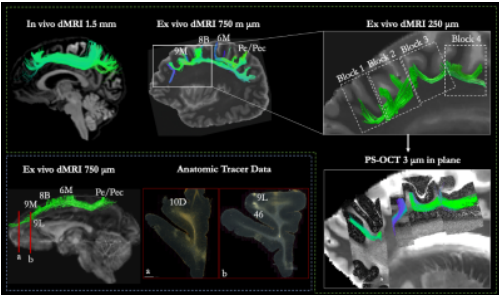 In vivo dMRI 1.5 mm
Ex vivo dMRI 750 m µm
Ex vivo dMRI 250 µm
8B
6M
9M
Pe/Pec
Block 1
Block 2
Block 3
Block 4
PS-OCT 3 µm in plane
Ex vivo dMRI 750 µm
Anatomic Tracer Data
6M
8B
9M
Pe/Pec
9L
a
b
10D
a
9L
46
b